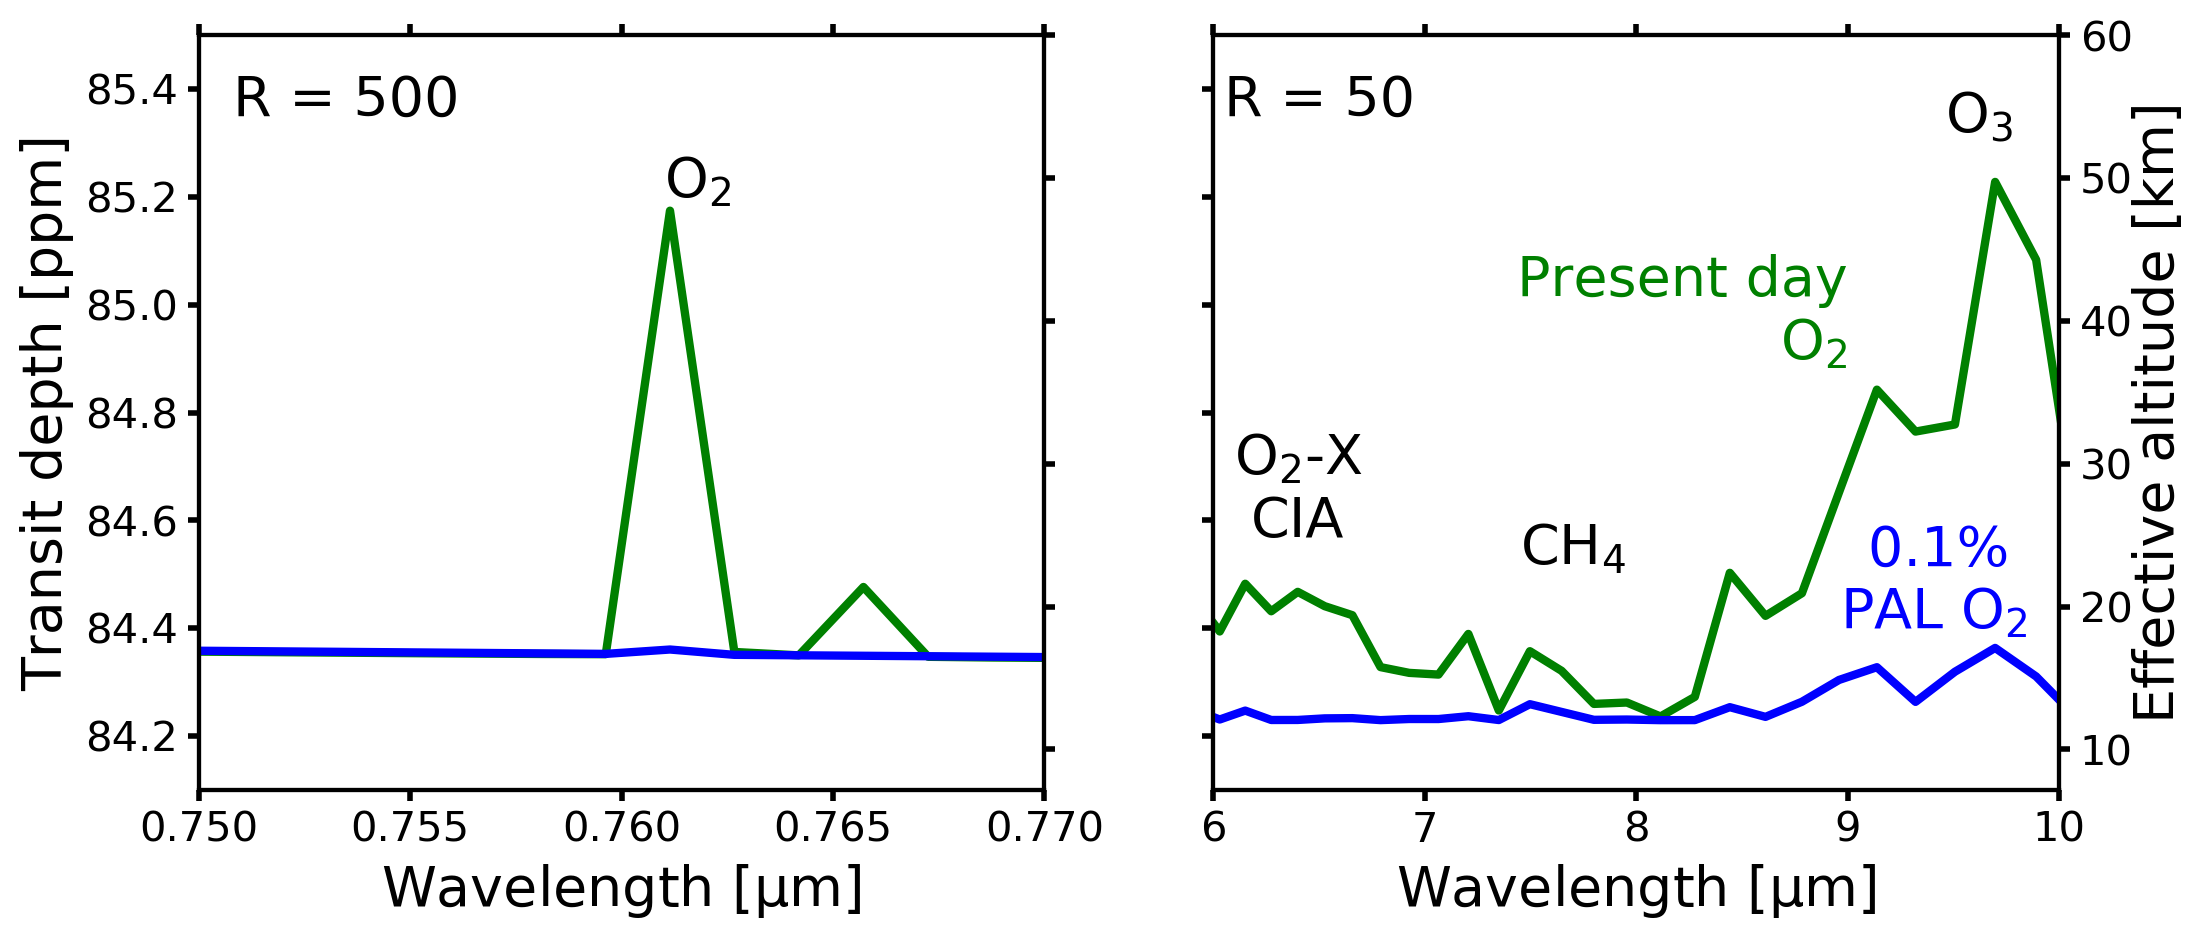 R = 500
O₂
85.4
85.2
85.0
84.8
84.6
84.4
84.2
Transit depth [ppm]
0.750 0.755 0.760 0.765 0.770
Wavelength [µm]
R = 50
O₃
Present day
O₂
O₂-X
CIA
CH₄
0.1%
PAL O₂
60
50
40
30
20
10
Effective altitude [km]
6 7 8 9 10
Wavelength [µm]